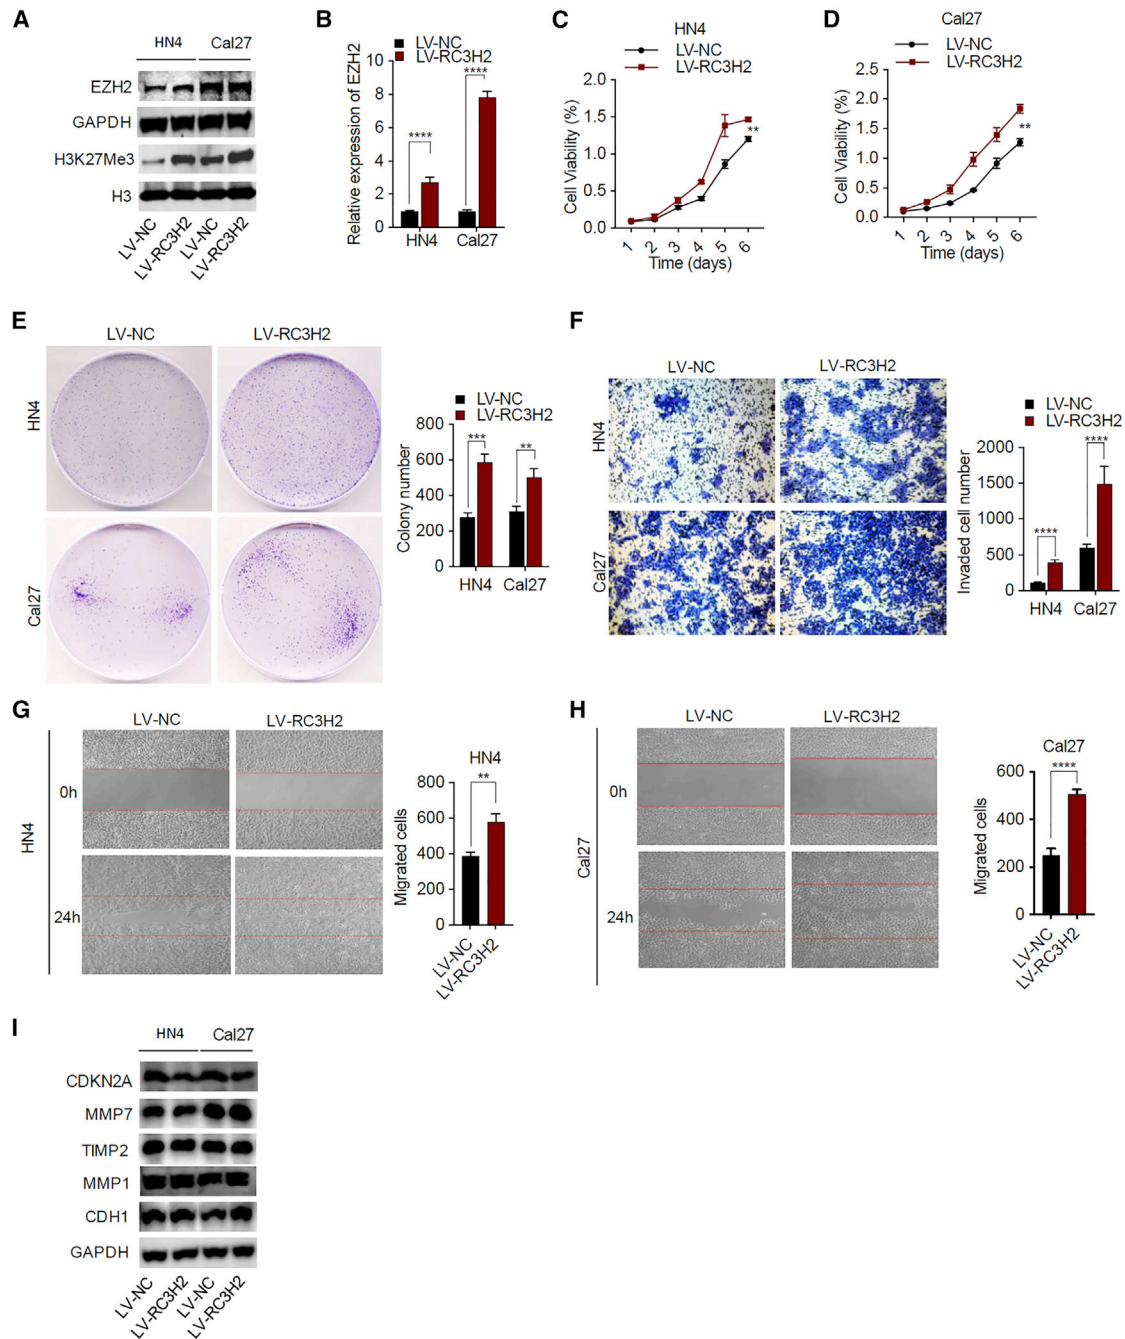 A
HN4 Cal27
EZH2
GAPDH
H3K27Me3
H3
LV-NC
LV-RC3H2
LV-NC
LV-RC3H2
B
LV-NC
LV-RC3H2
Relative expression of EZH2
10
8
6
4
2
0
****
****
HN4 Cal27
C
HN4
LV-NC
LV-RC3H2
Cell Viability (%)
2.0
1.5
1.0
0.5
0.0
**
1 2 3 4 5 6
Time (days)
D
Cal27
LV-NC
LV-RC3H2
Cell Viability (%)
2.5
2.0
1.5
1.0
0.5
0.0
**
1 2 3 4 5 6
Time (days)
E
LV-NC LV-RC3H2
HN4
Cal27
LV-NC
LV-RC3H2
Colony number
800
600
400
200
0
*** **
HN4 Cal27
F
LV-NC LV-RC3H2
HN4
Cal27
LV-NC
LV-RC3H2
Invaded cell number
2000
1500
1000
500
0
****
****
HN4 Cal27
G
LV-NC LV-RC3H2
HN4
0h
24h
HN4
Migrated cells
800
600
400
200
0
**
LV-NC
LV-RC3H2
H
LV-NC LV-RC3H2
Cal27
0h
24h
Cal27
Migrated cells
600
400
200
0
****
LV-NC
LV-RC3H2
I
HN4 Cal27
CDKN2A
MMP7
TIMP2
MMP1
CDH1
GAPDH
LV-NC
LV-RC3H2
LV-NC
LV-RC3H2